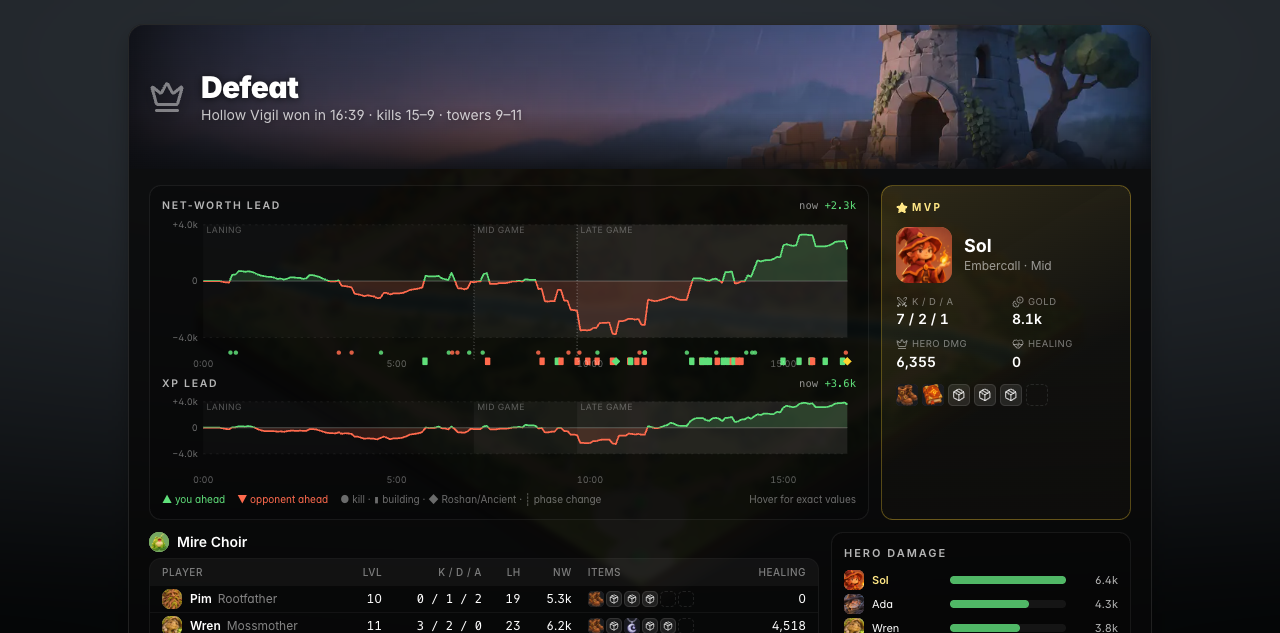 Defeat
Hollow Vigil won in 16:39 · kills 15–9 · towers 9–11
NET-WORTH LEAD
now +2.3k
+4.0k
LANING
MID GAME
LATE GAME
0
−4.0k
0:00
5:00
10:00
15:00
XP LEAD
now +3.6k
+4.0k
LANING
MID GAME
LATE GAME
0
−4.0k
0:00
5:00
10:00
15:00
▲ you ahead ▼ opponent ahead ● kill · ▮ building · ◆ Roshan/Ancient · ┊ phase change
Hover for exact values
MVP
Sol
Embercall · Mid
K / D / A
GOLD
7 / 2 / 1
8.1k
HERO DMG
HEALING
6,355
0
Mire Choir
PLAYER LVL K / D / A LH NW ITEMS HEALING
Pim Rootfather 10 0 / 1 / 2 19 5.3k 0
Wren Mossmother 11 3 / 2 / 0 23 6.2k 4,518
HERO DAMAGE
Sol 6.4k
Ada 4.3k
Wren 3.8k